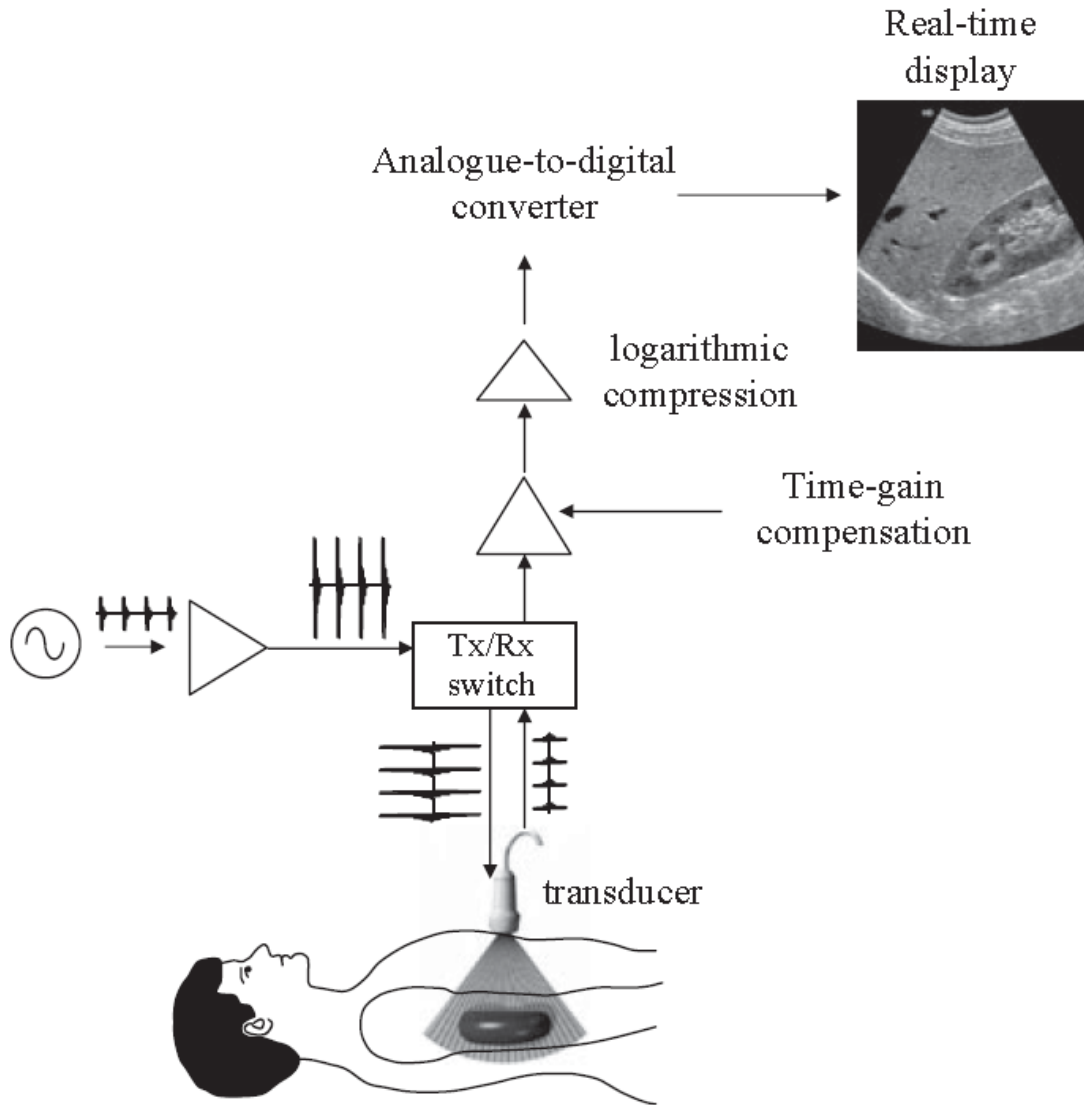 Real-time
display
Analogue-to-digital
converter
logarithmic
compression
Time-gain
compensation
Tx/Rx
switch
transducer